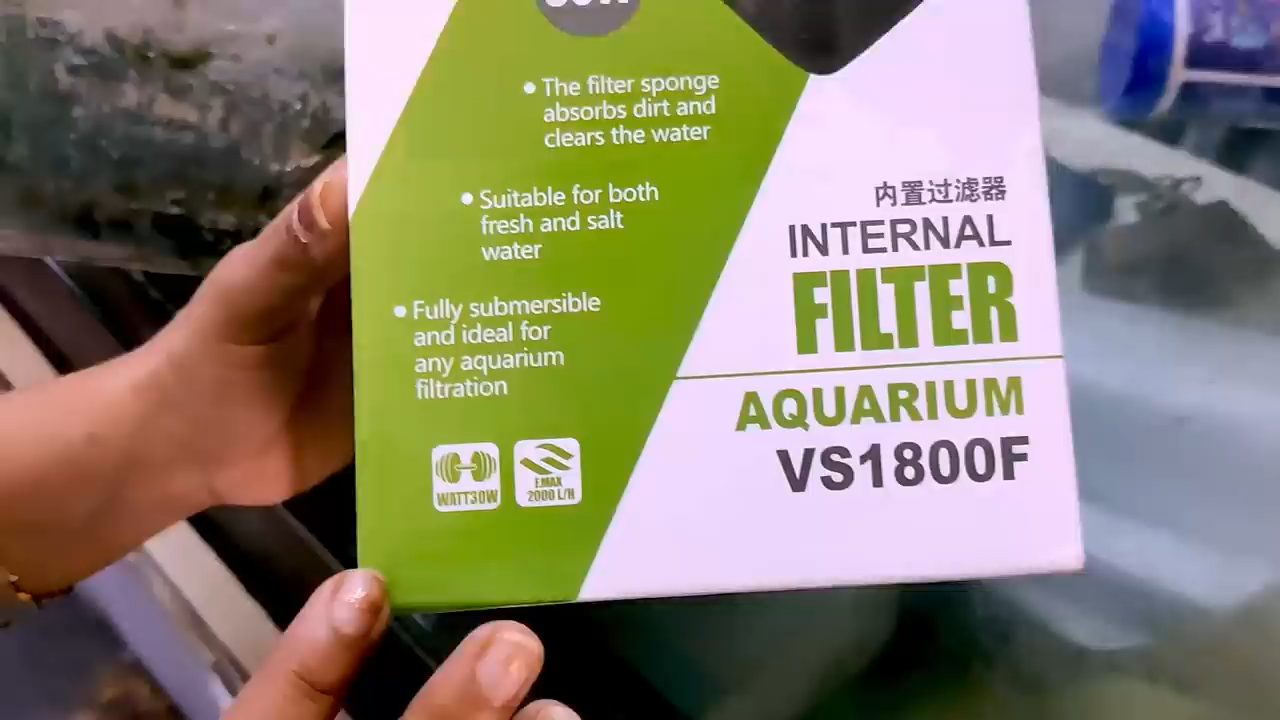 • The filter sponge
absorbs dirt and
clears the water
• Suitable for both
fresh and salt
water
• Fully submersible
and ideal for
any aquarium
filtration
WATT30W
F.MAX
2000 L/H
内置过滤器
INTERNAL
FILTER
AQUARIUM
VS1800F